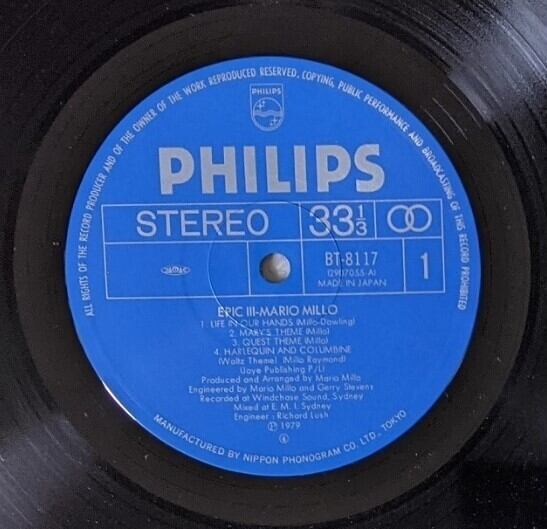 ALL RIGHTS OF THE RECORD PRODUCER AND OF THE OWNER OF THE WORK REPRODUCED RESERVED. COPYING, PUBLIC PERFORMANCE AND BROADCASTING OF THIS RECORD PROHIBITED
PHILIPS
PHILIPS
STEREO 33 1/3
BT-8117
(2907055-A)
MADE IN JAPAN
1
EPIC III-MARIO MILLO
1. LIFE IN OUR HANDS (Millo-Dowling)
2. MARY'S THEME (Millo)
3. QUEST THEME (Millo)
4. HARLEQUIN AND COLUMBINE
(Waltz Theme) (Millo Raymond)
Uoye Publishing P/L)
Produced and Arranged by Mario Millo
Engineered by Mario Millo and Gerry Stevens
Recorded at Windchase Sound, Sydney
Mixed at E. M. I. Sydney
Engineer: Richard Lush
Ⓟ 1979
MANUFACTURED BY NIPPON PHONOGRAM CO. LTD., TOKYO